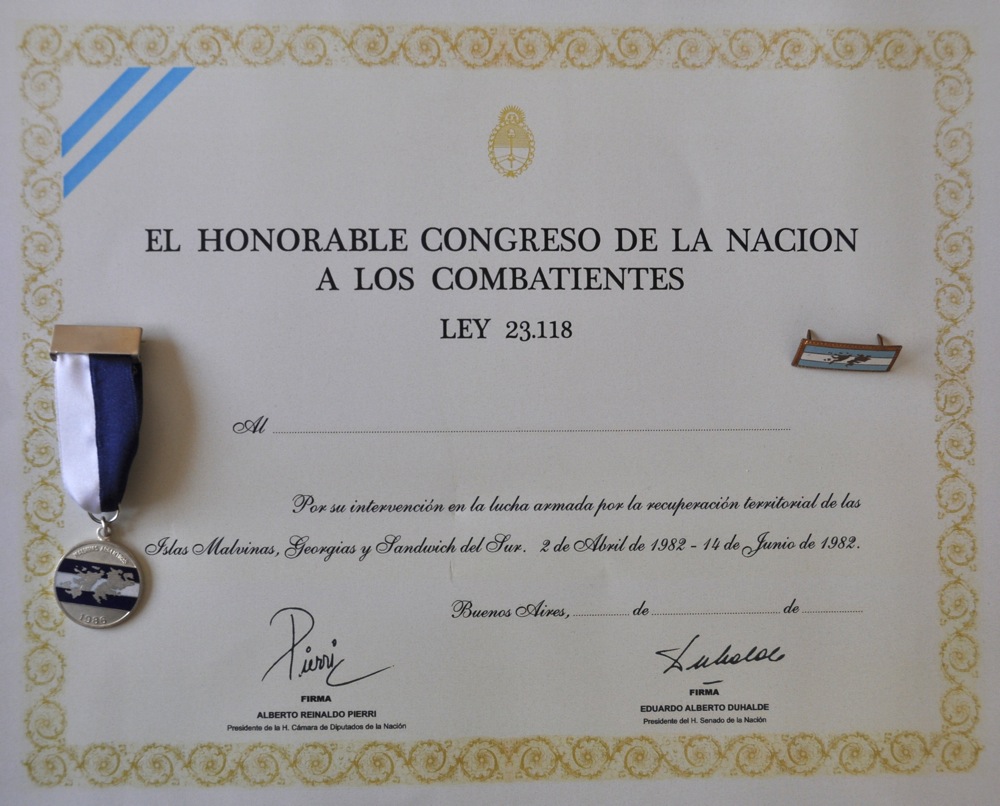 EL HONORABLE CONGRESO DE LA NACION
A LOS COMBATIENTES
LEY 23.118
Al
Por su intervención en la lucha armada por la recuperación territorial de las
Islas Malvinas, Georgias y Sandwich del Sur. 2 de Abril de 1982 - 14 de Junio de 1982.
Buenos Aires, de de
Pierri
Duhalde
FIRMA
ALBERTO REINALDO PIERRI
Presidente de la H. Cámara de Diputados de la Nación
FIRMA
EDUARDO ALBERTO DUHALDE
Presidente del H. Senado de la Nación